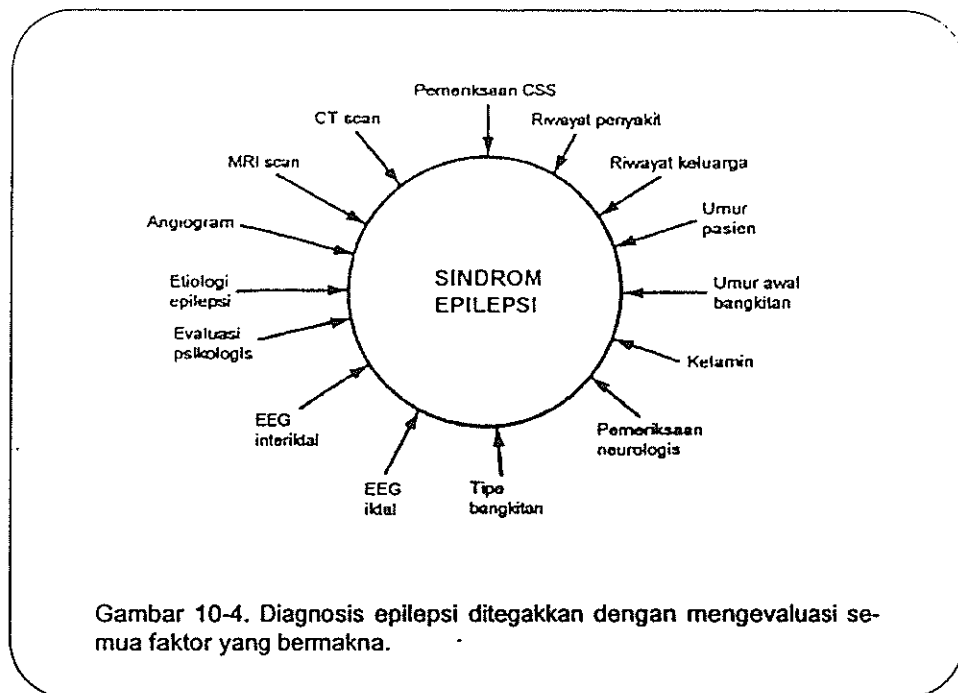 Pemeriksaan CSS
CT scan
Riwayat penyakit
MRI scan
Riwayat keluarga
Angiogram
Umur
pasien
Etiologi
epilepsi
SINDROM
EPILEPSI
Umur awal
bangkitan
Evaluasi
psikologis
Kelamin
EEG
interiktal
Pemeriksaan
neurologis
EEG
iktal
Tipe
bangkitan
Gambar 10-4. Diagnosis epilepsi ditegakkan dengan mengevaluasi se-
mua faktor yang bermakna.